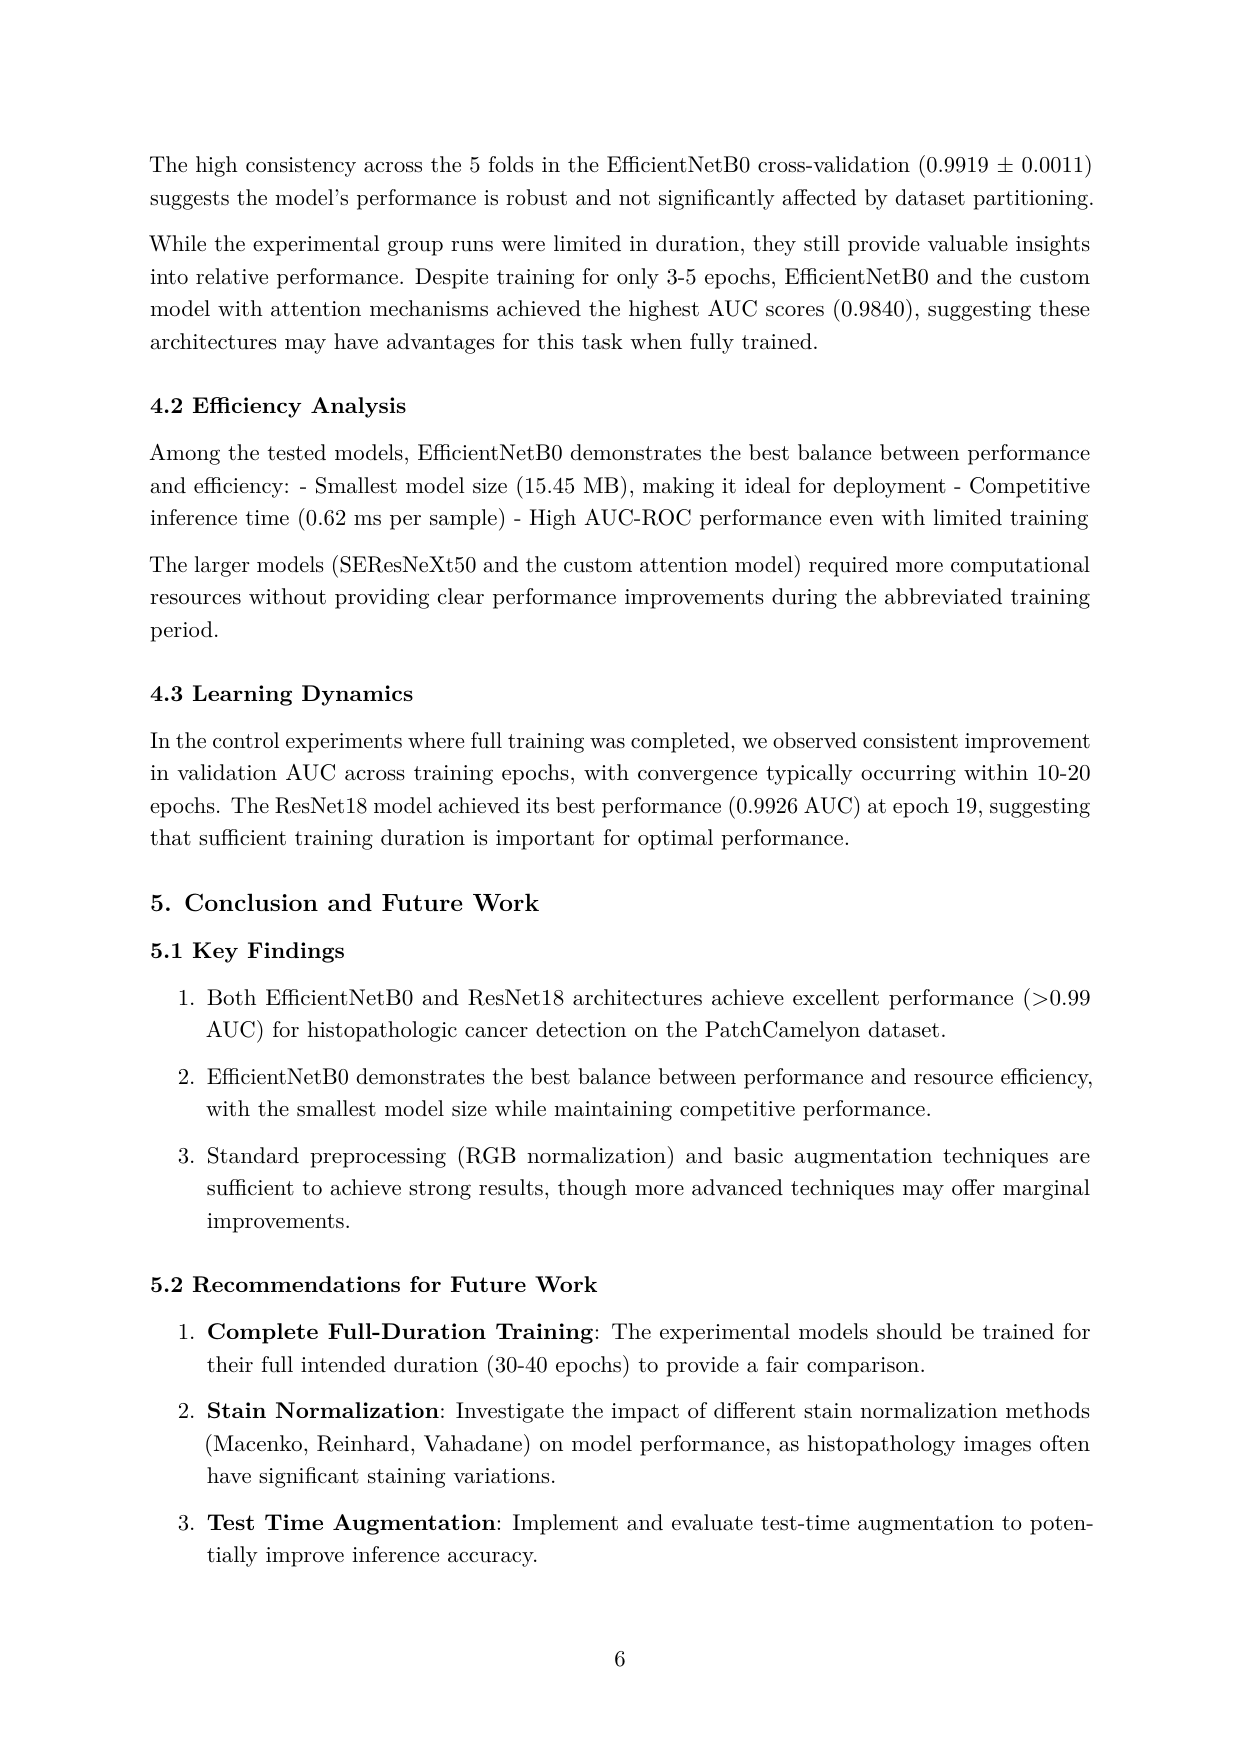 The high consistency across the 5 folds in the EfficientNetB0 cross-validation (0.9919 ± 0.0011)
suggests the model's performance is robust and not significantly affected by dataset partitioning.
While the experimental group runs were limited in duration, they still provide valuable insights
into relative performance. Despite training for only 3-5 epochs, EfficientNetB0 and the custom
model with attention mechanisms achieved the highest AUC scores (0.9840), suggesting these
architectures may have advantages for this task when fully trained.
4.2 Efficiency Analysis
Among the tested models, EfficientNetB0 demonstrates the best balance between performance
and efficiency: - Smallest model size (15.45 MB), making it ideal for deployment - Competitive
inference time (0.62 ms per sample) - High AUC-ROC performance even with limited training
The larger models (SEResNeXt50 and the custom attention model) required more computational
resources without providing clear performance improvements during the abbreviated training
period.
4.3 Learning Dynamics
In the control experiments where full training was completed, we observed consistent improvement
in validation AUC across training epochs, with convergence typically occurring within 10-20
epochs. The ResNet18 model achieved its best performance (0.9926 AUC) at epoch 19, suggesting
that sufficient training duration is important for optimal performance.
5. Conclusion and Future Work
5.1 Key Findings
1. Both EfficientNetB0 and ResNet18 architectures achieve excellent performance (>0.99
AUC) for histopathologic cancer detection on the PatchCamelyon dataset.
2. EfficientNetB0 demonstrates the best balance between performance and resource efficiency,
with the smallest model size while maintaining competitive performance.
3. Standard preprocessing (RGB normalization) and basic augmentation techniques are
sufficient to achieve strong results, though more advanced techniques may offer marginal
improvements.
5.2 Recommendations for Future Work
1. Complete Full-Duration Training: The experimental models should be trained for
their full intended duration (30-40 epochs) to provide a fair comparison.
2. Stain Normalization: Investigate the impact of different stain normalization methods
(Macenko, Reinhard, Vahadane) on model performance, as histopathology images often
have significant staining variations.
3. Test Time Augmentation: Implement and evaluate test-time augmentation to poten-
tially improve inference accuracy.
6